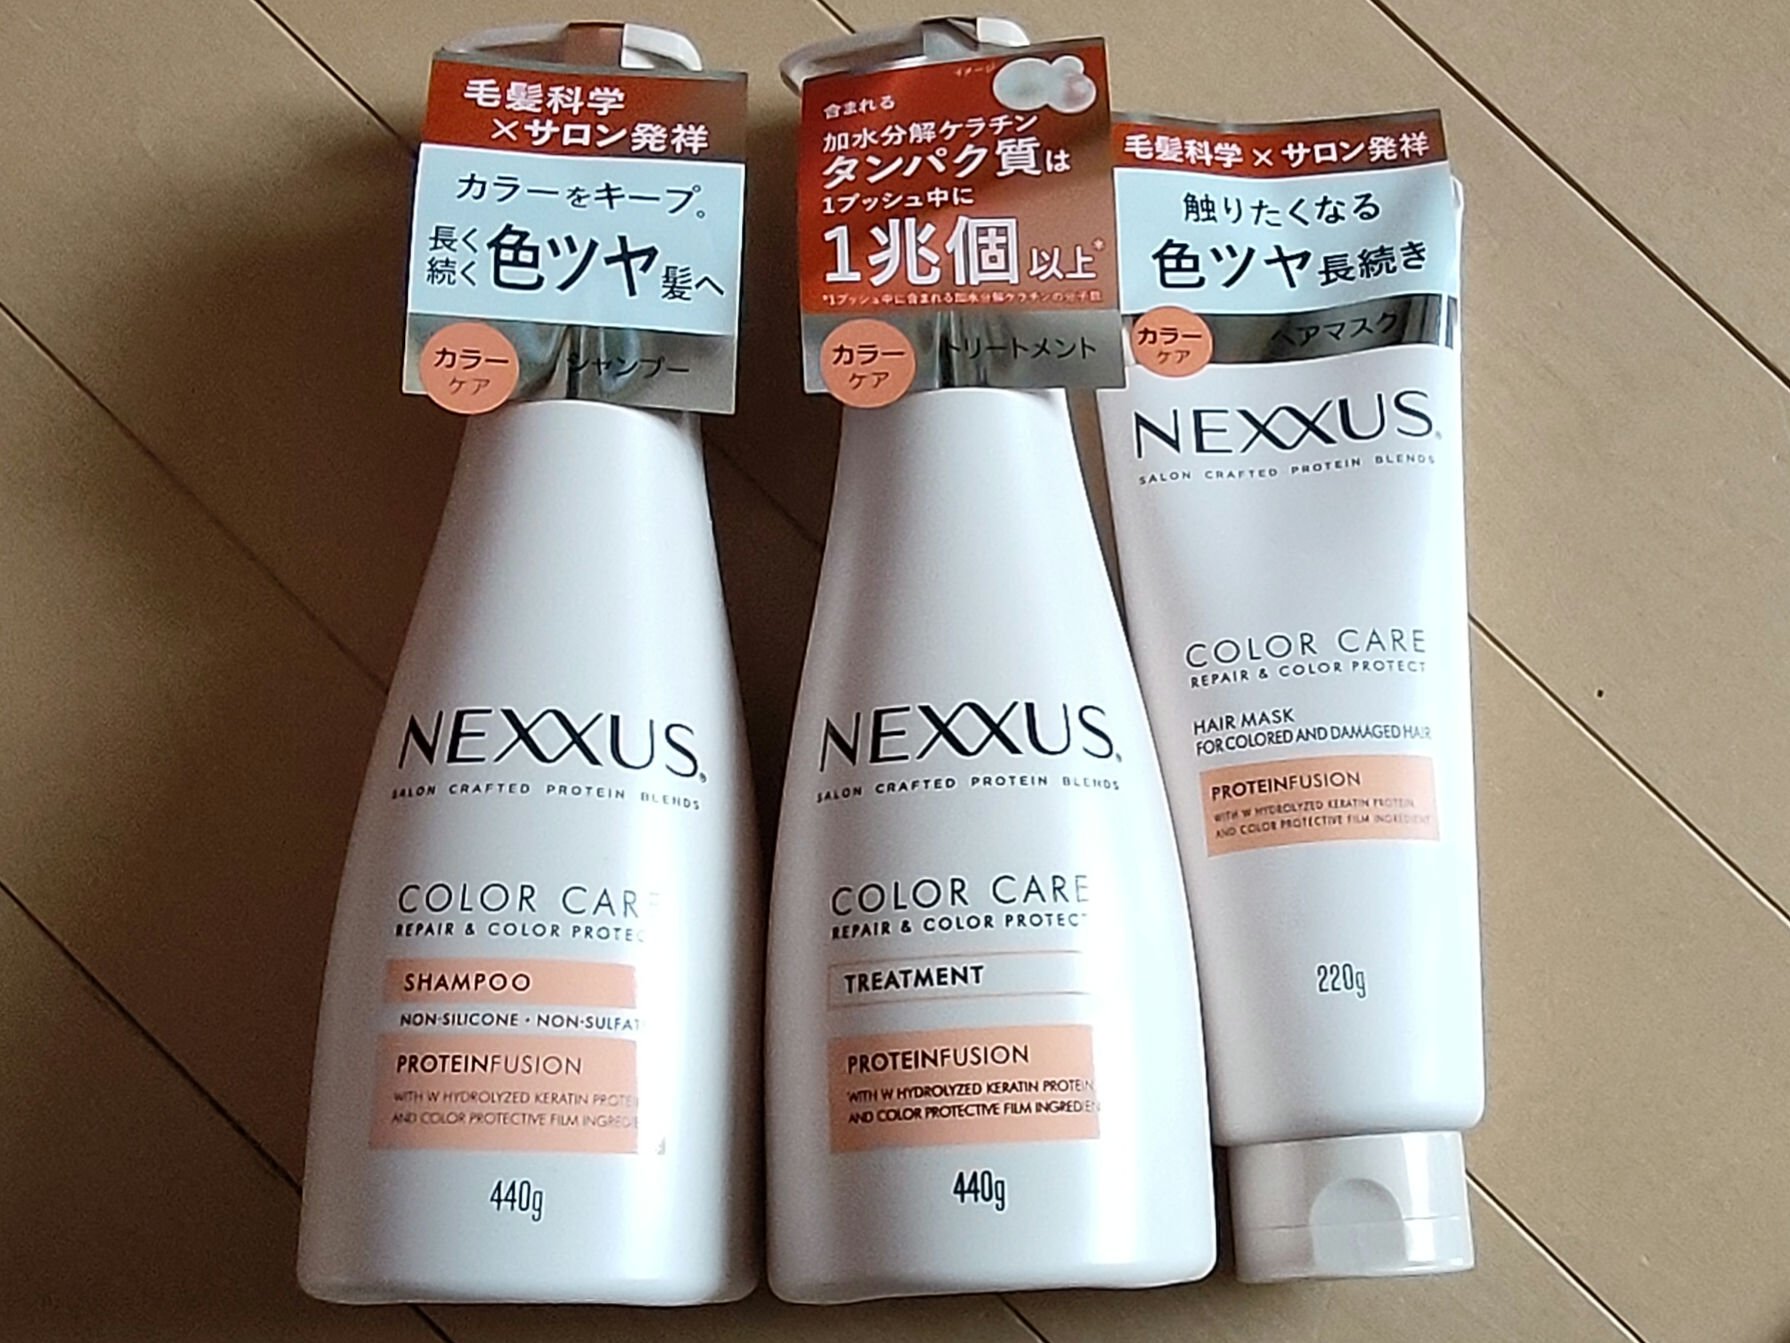 毛髪科学
×サロン発祥
カラーをキープ。
長く
続く
色ツヤ髪へ
カラー
ケア
シャンプー
NEXXUS
SALON CRAFTED PROTEIN BLENDS
COLOR CAR
REPAIR & COLOR PROTEC
SHAMPOO
NON-SILICONE・NON-SULFAT
PROTEINFUSION
WITH W HYDROLYZED KERATIN PROTE
AND COLOR PROTECTIVE FILM INGREDIE
440g
イメージ
含まれる
加水分解ケラチン
タンパク質は
1プッシュ中に
1兆個以上*
*1プッシュ中に含まれる加水分解ケラチンの分子数
カラー
ケア
トリートメント
NEXXUS.
SALON CRAFTED PROTEIN BLENDS
COLOR CARE
REPAIR & COLOR PROTECT
TREATMENT
PROTEINFUSION
WITH W HYDROLYZED KERATIN PROTEIN
AND COLOR PROTECTIVE FILM INGREDIEN
440g
毛髪科学×サロン発祥
触りたくなる
色ツヤ長続き
カラー
ケア
ヘアマスク
NEXXUS.
SALON CRAFTED PROTEIN BLENDS
COLOR CARE
REPAIR & COLOR PROTECT
HAIR MASK
FOR COLORED AND DAMAGED HAIR
PROTEINFUSION
WITH W HYDROLYZED KERATIN PROTEIN
AND COLOR PROTECTIVE FILM INGREDIENT
220g